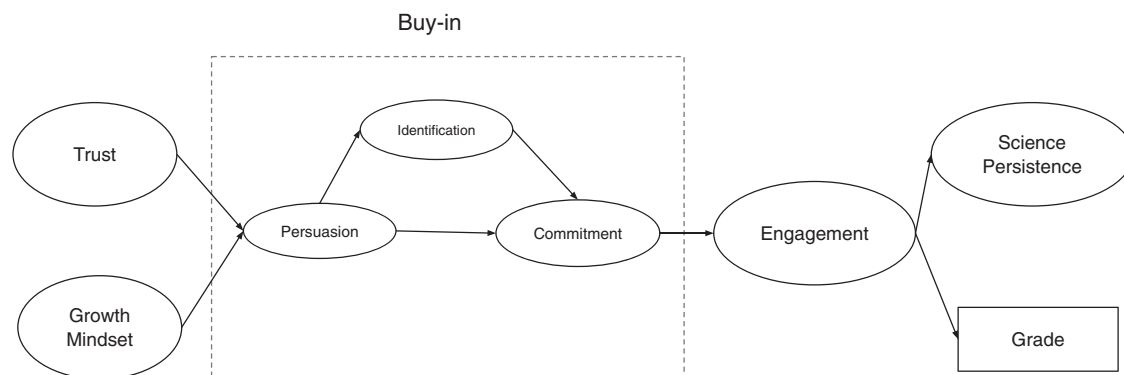 Buy-in
Trust
Growth
Mindset
Persuasion
Identification
Commitment
Engagement
Science
Persistence
Grade